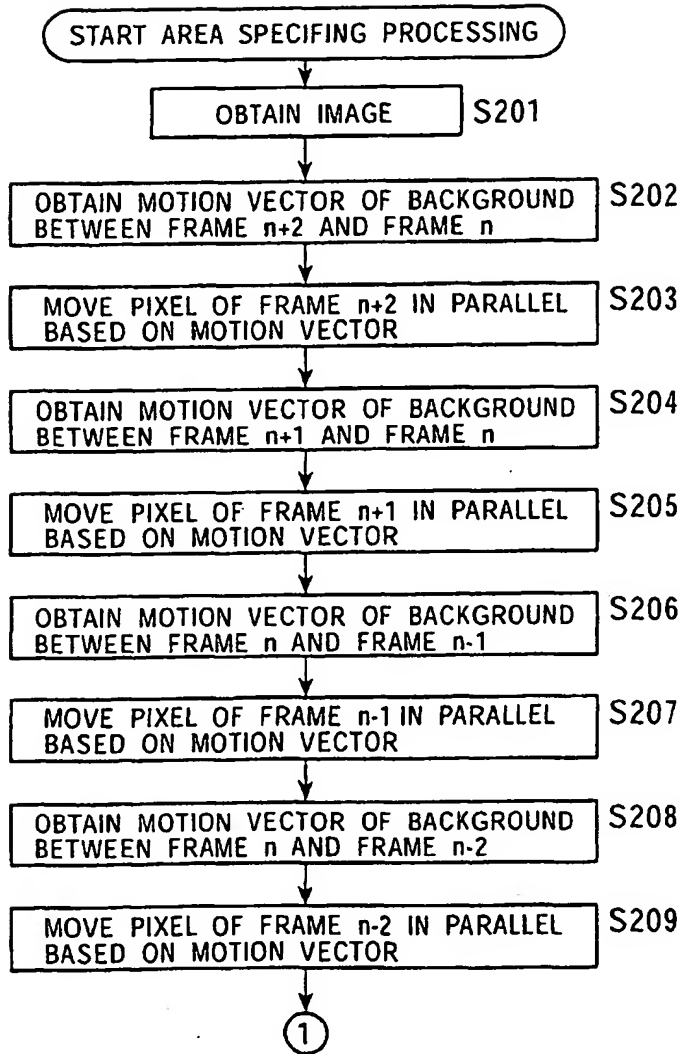 START AREA SPECIFING PROCESSING
OBTAIN IMAGE S201
OBTAIN MOTION VECTOR OF BACKGROUND S202
BETWEEN FRAME n+2 AND FRAME n
MOVE PIXEL OF FRAME n+2 IN PARALLEL S203
BASED ON MOTION VECTOR
OBTAIN MOTION VECTOR OF BACKGROUND S204
BETWEEN FRAME n+1 AND FRAME n
MOVE PIXEL OF FRAME n+1 IN PARALLEL S205
BASED ON MOTION VECTOR
OBTAIN MOTION VECTOR OF BACKGROUND S206
BETWEEN FRAME n AND FRAME n-1
MOVE PIXEL OF FRAME n-1 IN PARALLEL S207
BASED ON MOTION VECTOR
OBTAIN MOTION VECTOR OF BACKGROUND S208
BETWEEN FRAME n AND FRAME n-2
MOVE PIXEL OF FRAME n-2 IN PARALLEL S209
BASED ON MOTION VECTOR
1